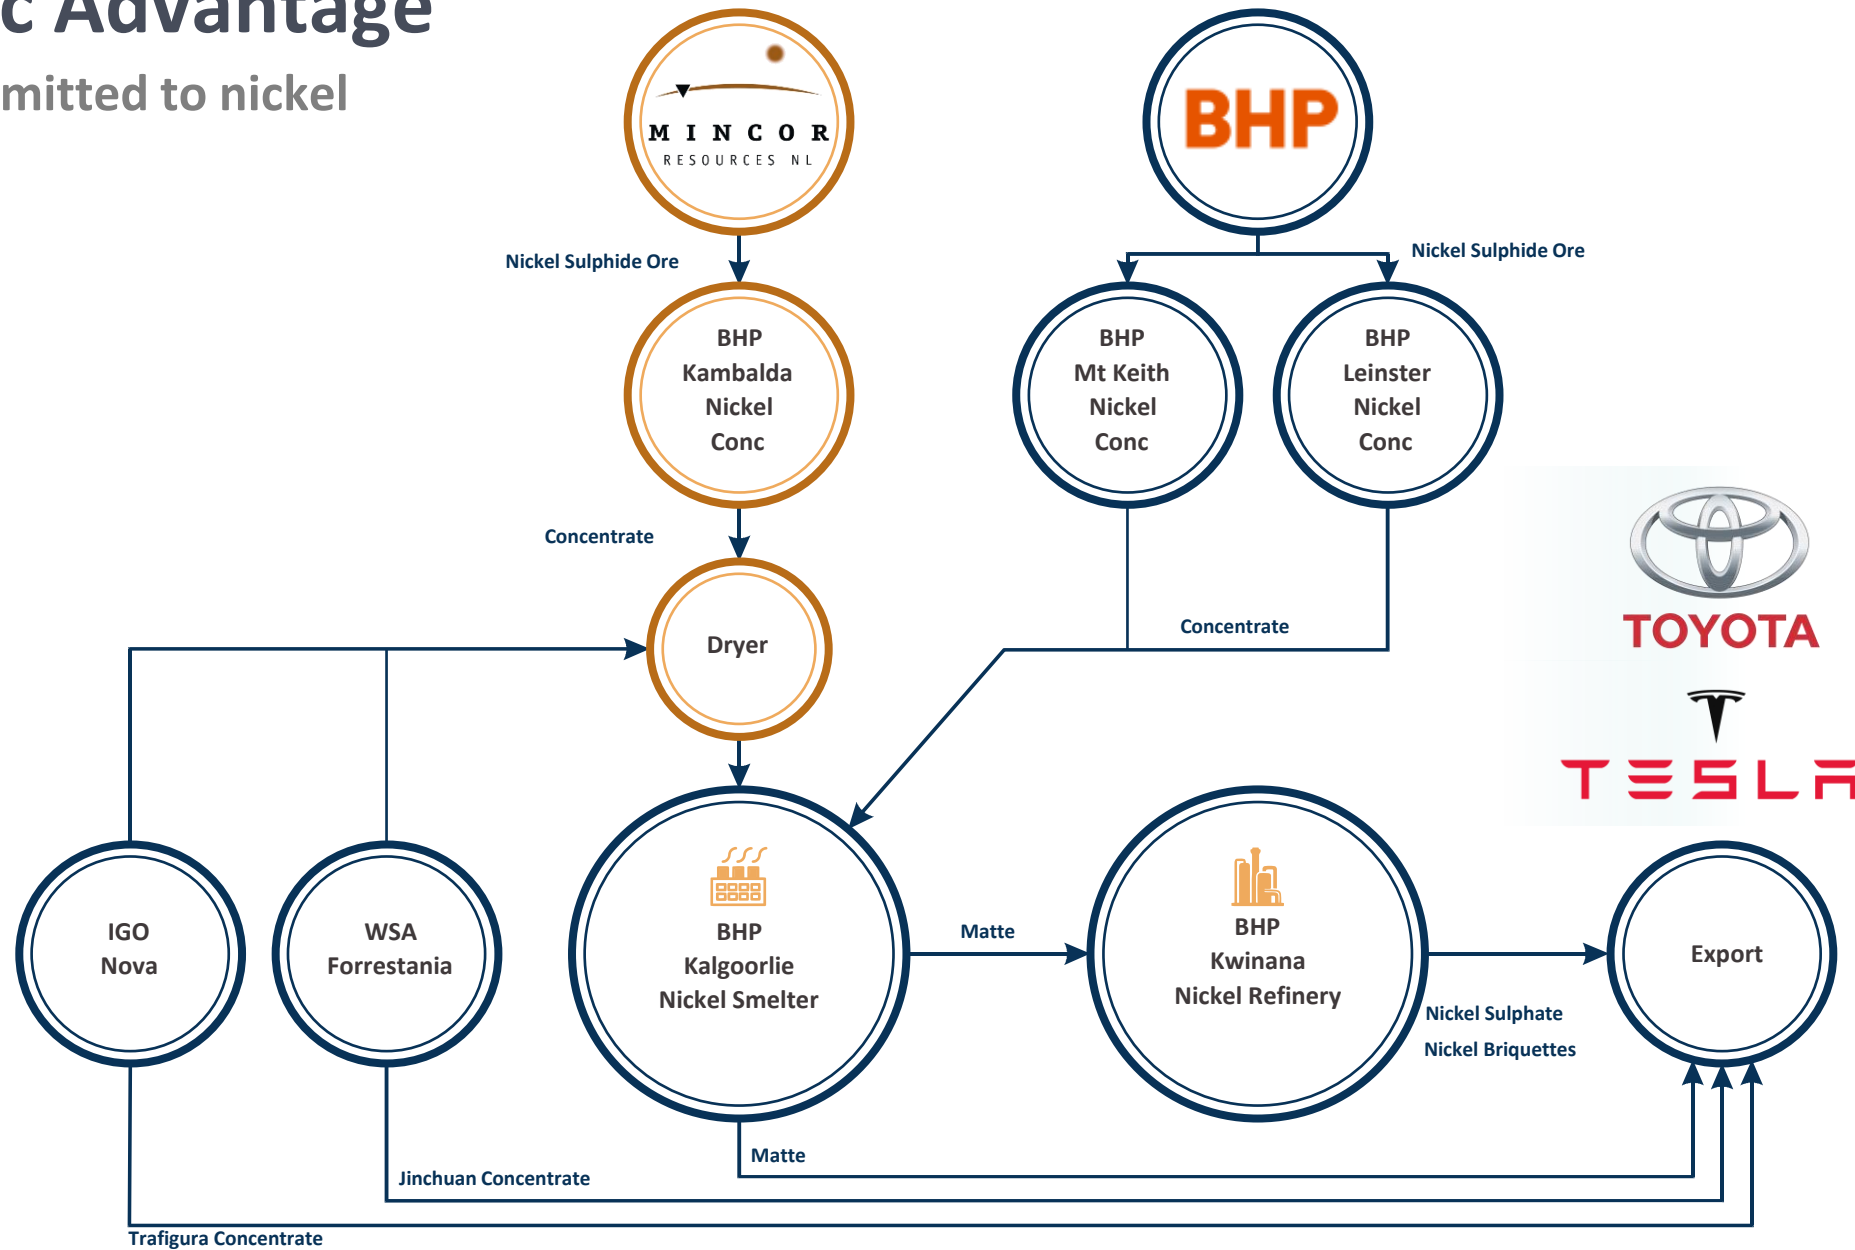 c Advantage
mitted to nickel
MINCOR
RESOURCES NL
BHP
Nickel Sulphide Ore
Nickel Sulphide Ore
BHP
Kambalda
Nickel
Conc
BHP
Mt Keith
Nickel
Conc
BHP
Leinster
Nickel
Conc
Concentrate
Concentrate
TOYOTA
Dryer
TESLA
IGO
Nova
WSA
Forrestania
BHP
Kalgoorlie
Nickel Smelter
Matte
BHP
Kwinana
Nickel Refinery
Export
Nickel Sulphate
Nickel Briquettes
Matte
Jinchuan Concentrate
Trafigura Concentrate